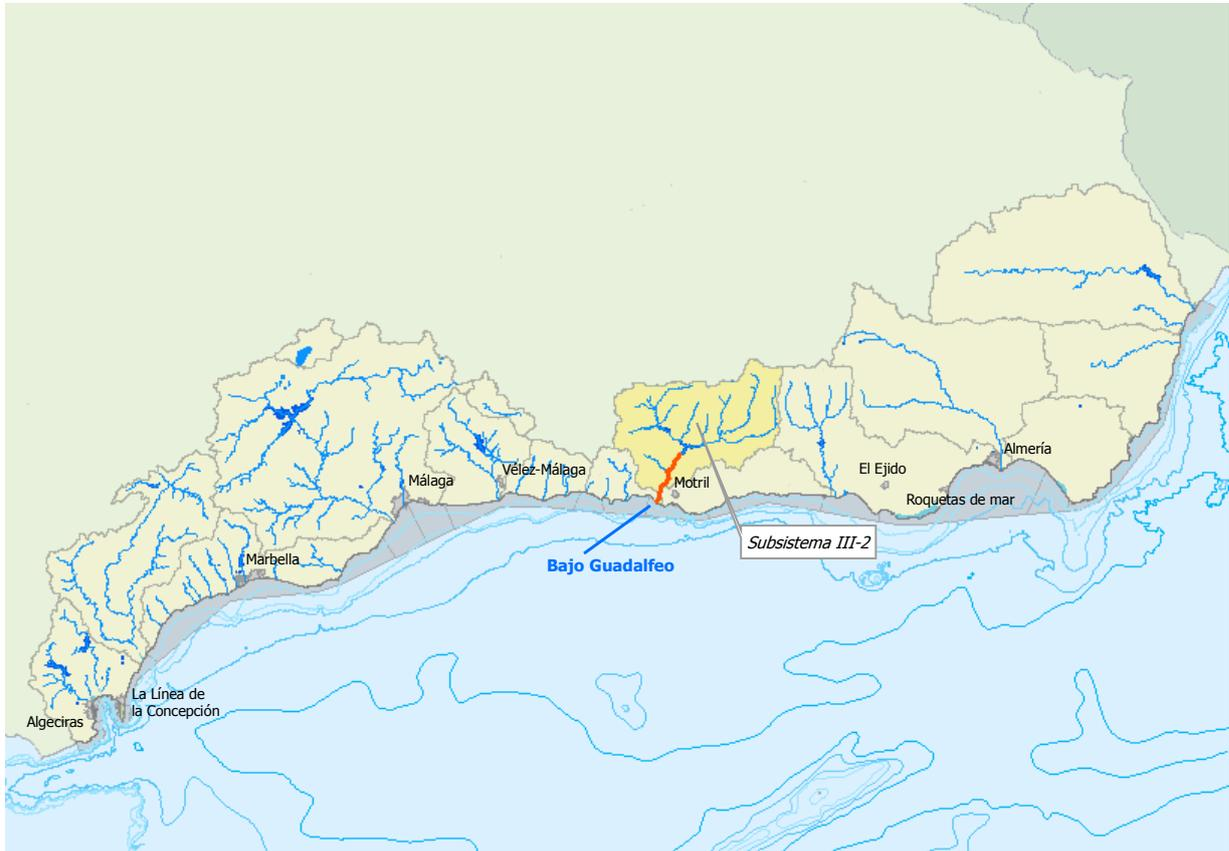 Almería
El Ejido
Vélez-Málaga
Málaga
Motril
Roquetas de mar
Subsistema III-2
Marbella
Bajo Guadalfeo
La Línea de
la Concepción
Algeciras